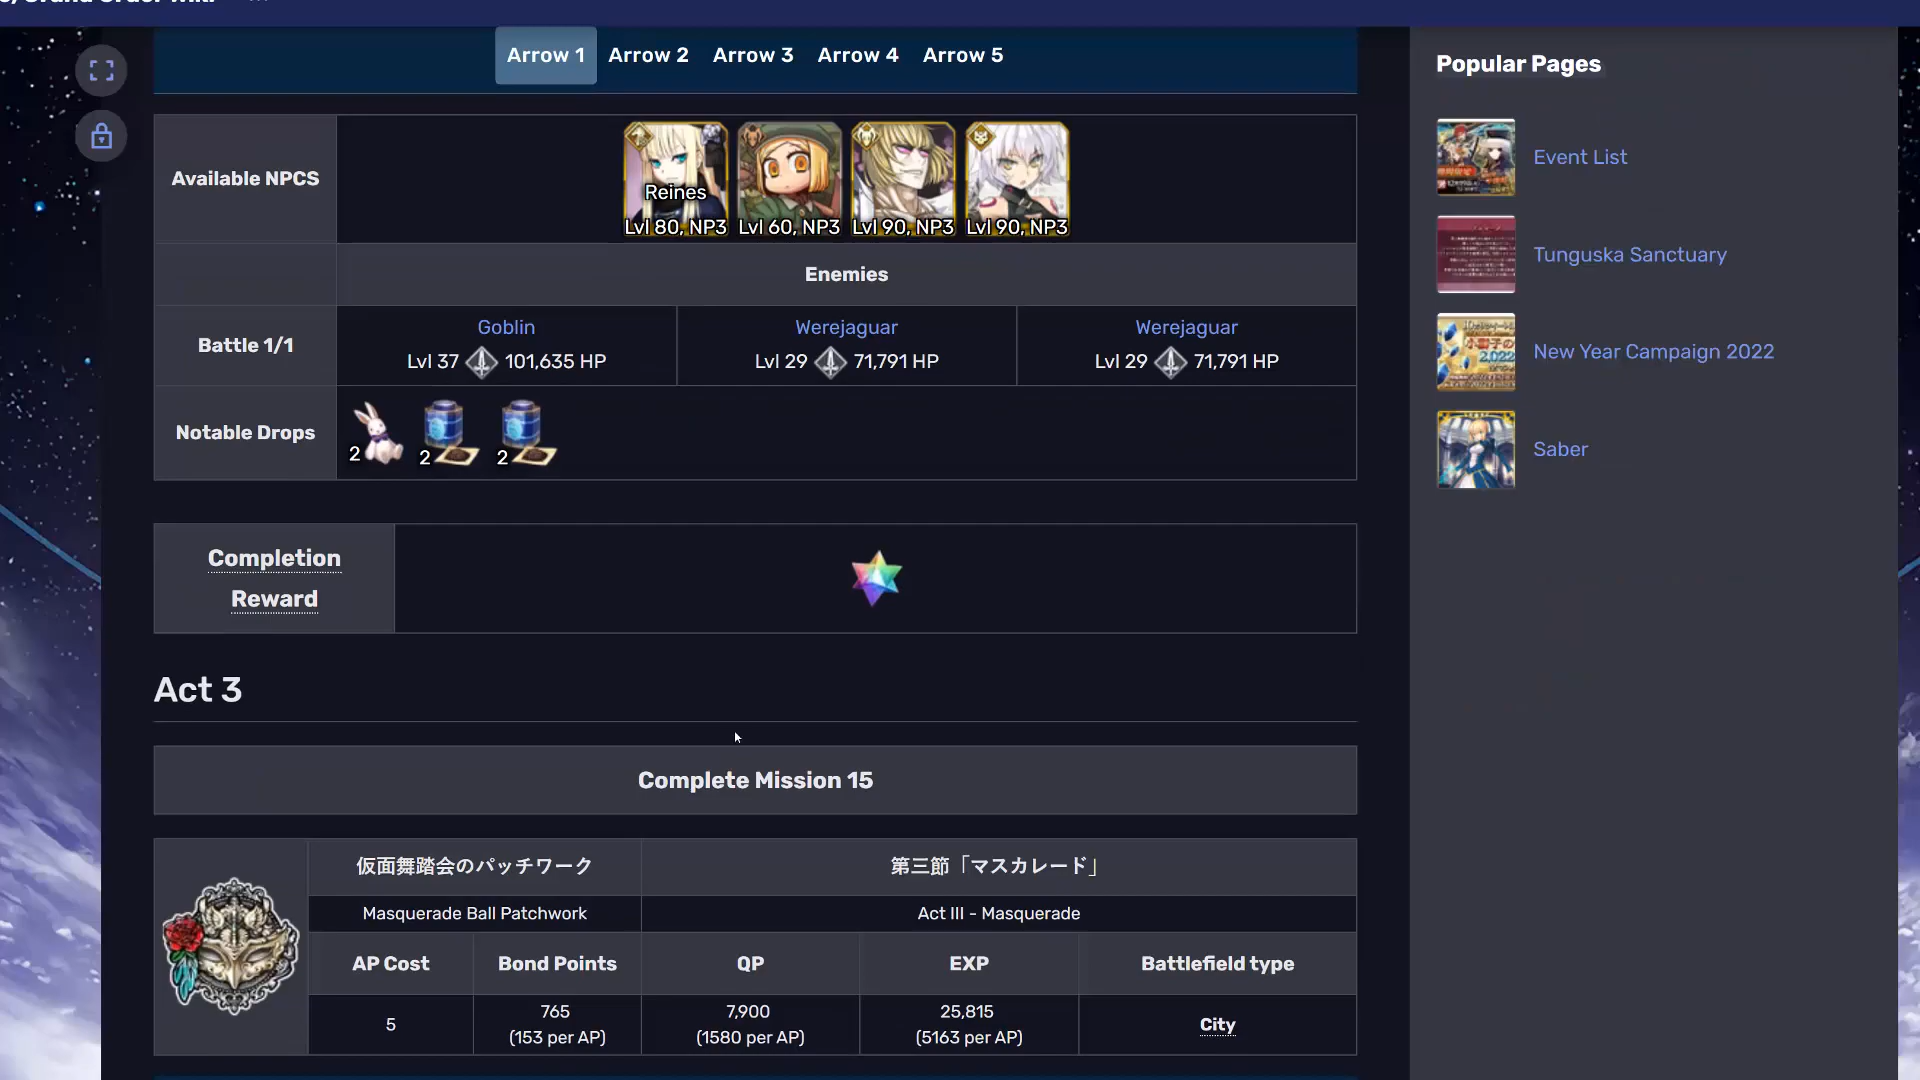 Arrow 1 Arrow 2 Arrow 3 Arrow 4 Arrow 5
Available NPCS
Reines
Lvl 80, NP3 Lvl 60, NP3 Lvl 90, NP3 Lvl 90, NP3
Enemies
Battle 1/1
Goblin Werejaguar Werejaguar
Lvl 37 101,635 HP Lvl 29 71,791 HP Lvl 29 71,791 HP
Notable Drops
2 2 2
Completion
Reward
Act 3
Complete Mission 15
仮面舞踏会のパッチワーク 第三節「マスカレード」
Masquerade Ball Patchwork Act III - Masquerade
AP Cost Bond Points QP EXP Battlefield type
5 765 7,900 25,815 City
(153 per AP) (1580 per AP) (5163 per AP)
Popular Pages
Event List
Tunguska Sanctuary
New Year Campaign 2022
Saber